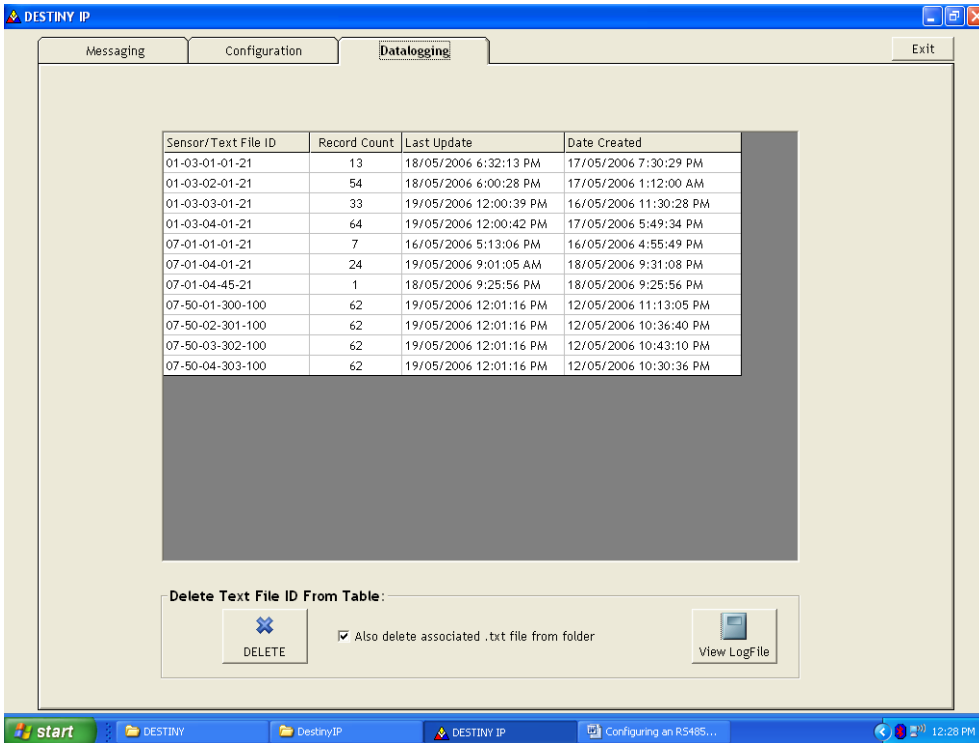 DESTINY IP
Messaging Configuration Datalogging Exit
Sensor/Text File ID Record Count Last Update Date Created
01-03-01-01-21 13 18/05/2006 6:32:13 PM 17/05/2006 7:30:29 PM
01-03-02-01-21 54 18/05/2006 6:00:28 PM 17/05/2006 1:12:00 AM
01-03-03-01-21 33 19/05/2006 12:00:39 PM 16/05/2006 11:30:28 PM
01-03-04-01-21 64 19/05/2006 12:00:42 PM 17/05/2006 5:49:34 PM
07-01-01-01-21 7 16/05/2006 5:13:06 PM 16/05/2006 4:55:49 PM
07-01-04-01-21 24 19/05/2006 9:01:05 AM 18/05/2006 9:31:08 PM
07-01-04-45-21 1 18/05/2006 9:25:56 PM 18/05/2006 9:25:56 PM
07-50-01-300-100 62 19/05/2006 12:01:16 PM 12/05/2006 11:13:05 PM
07-50-02-301-100 62 19/05/2006 12:01:16 PM 12/05/2006 10:36:40 PM
07-50-03-302-100 62 19/05/2006 12:01:16 PM 12/05/2006 10:43:10 PM
07-50-04-303-100 62 19/05/2006 12:01:16 PM 12/05/2006 10:30:36 PM
Delete Text File ID From Table:
DELETE
Also delete associated .txt file from folder
View LogFile
start DESTINY DestinyIP DESTINY IP Configuring an RS485... 12:28 PM